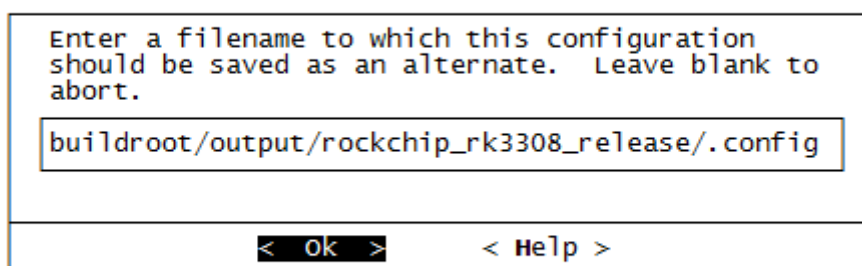 Enter a filename to which this configuration
should be saved as an alternate.  Leave blank to
abort.
buildroot/output/rockchip_rk3308_release/.config
<  Ok  >        < Help >